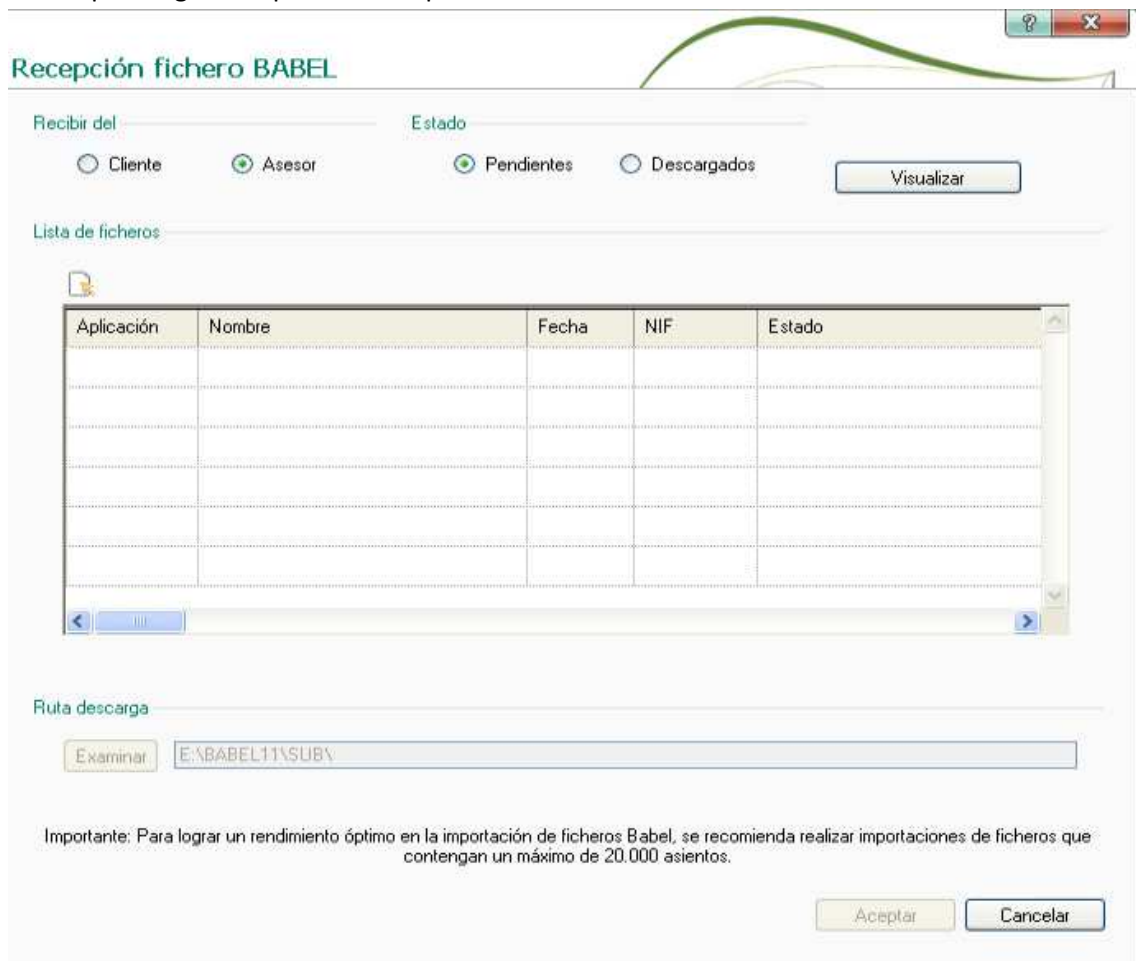 Recepción fichero BABEL
Recibir del
Estado
Cliente
Asesor
Pendientes
Descargados
Visualizar
Lista de ficheros
Aplicación Nombre Fecha NIF Estado
Ruta descarga
Examinar E:\BABEL11\SUB\
Importante: Para lograr un rendimiento óptimo en la importación de ficheros Babel, se recomienda realizar importaciones de ficheros que
contengan un máximo de 20.000 asientos.
Aceptar Cancelar